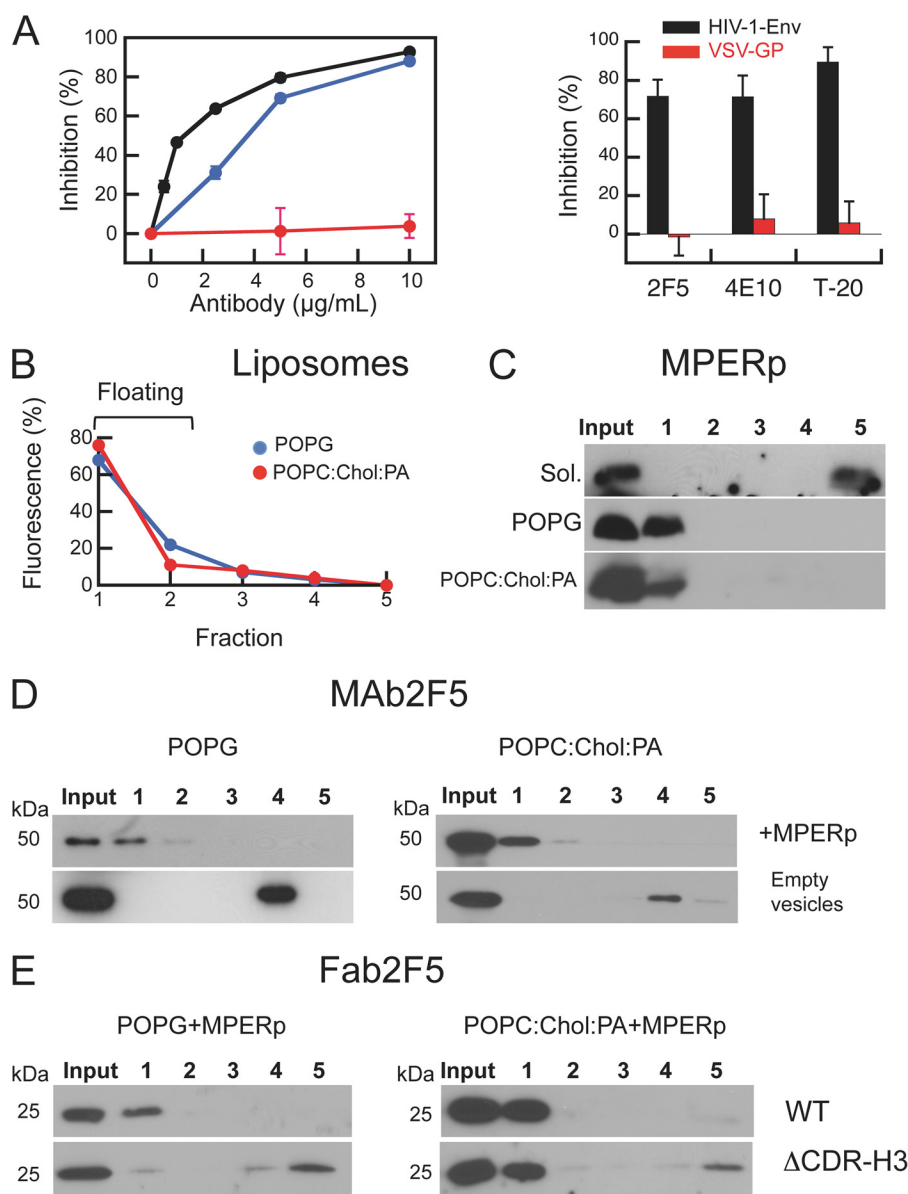 A
100
80
60
40
20
0
Inhibition (%)
0 2 4 6 8 10
Antibody (µg/mL)
HIV-1-Env
VSV-GP
100
80
60
40
20
0
Inhibition (%)
2F5 4E10 T-20
B
Liposomes
Floating
80
60
40
20
0
Fluorescence (%)
POPG
POPC:Chol:PA
1 2 3 4 5
Fraction
C
MPERp
Input 1 2 3 4 5
Sol.
POPG
POPC:Chol:PA
D
MAb2F5
POPG
kDa
Input 1 2 3 4 5
50
50
POPC:Chol:PA
kDa
Input 1 2 3 4 5
50
50
+MPERp
Empty
vesicles
E
Fab2F5
POPG+MPERp
kDa
Input 1 2 3 4 5
25
25
POPC:Chol:PA+MPERp
kDa
Input 1 2 3 4 5
25
25
WT
ΔCDR-H3